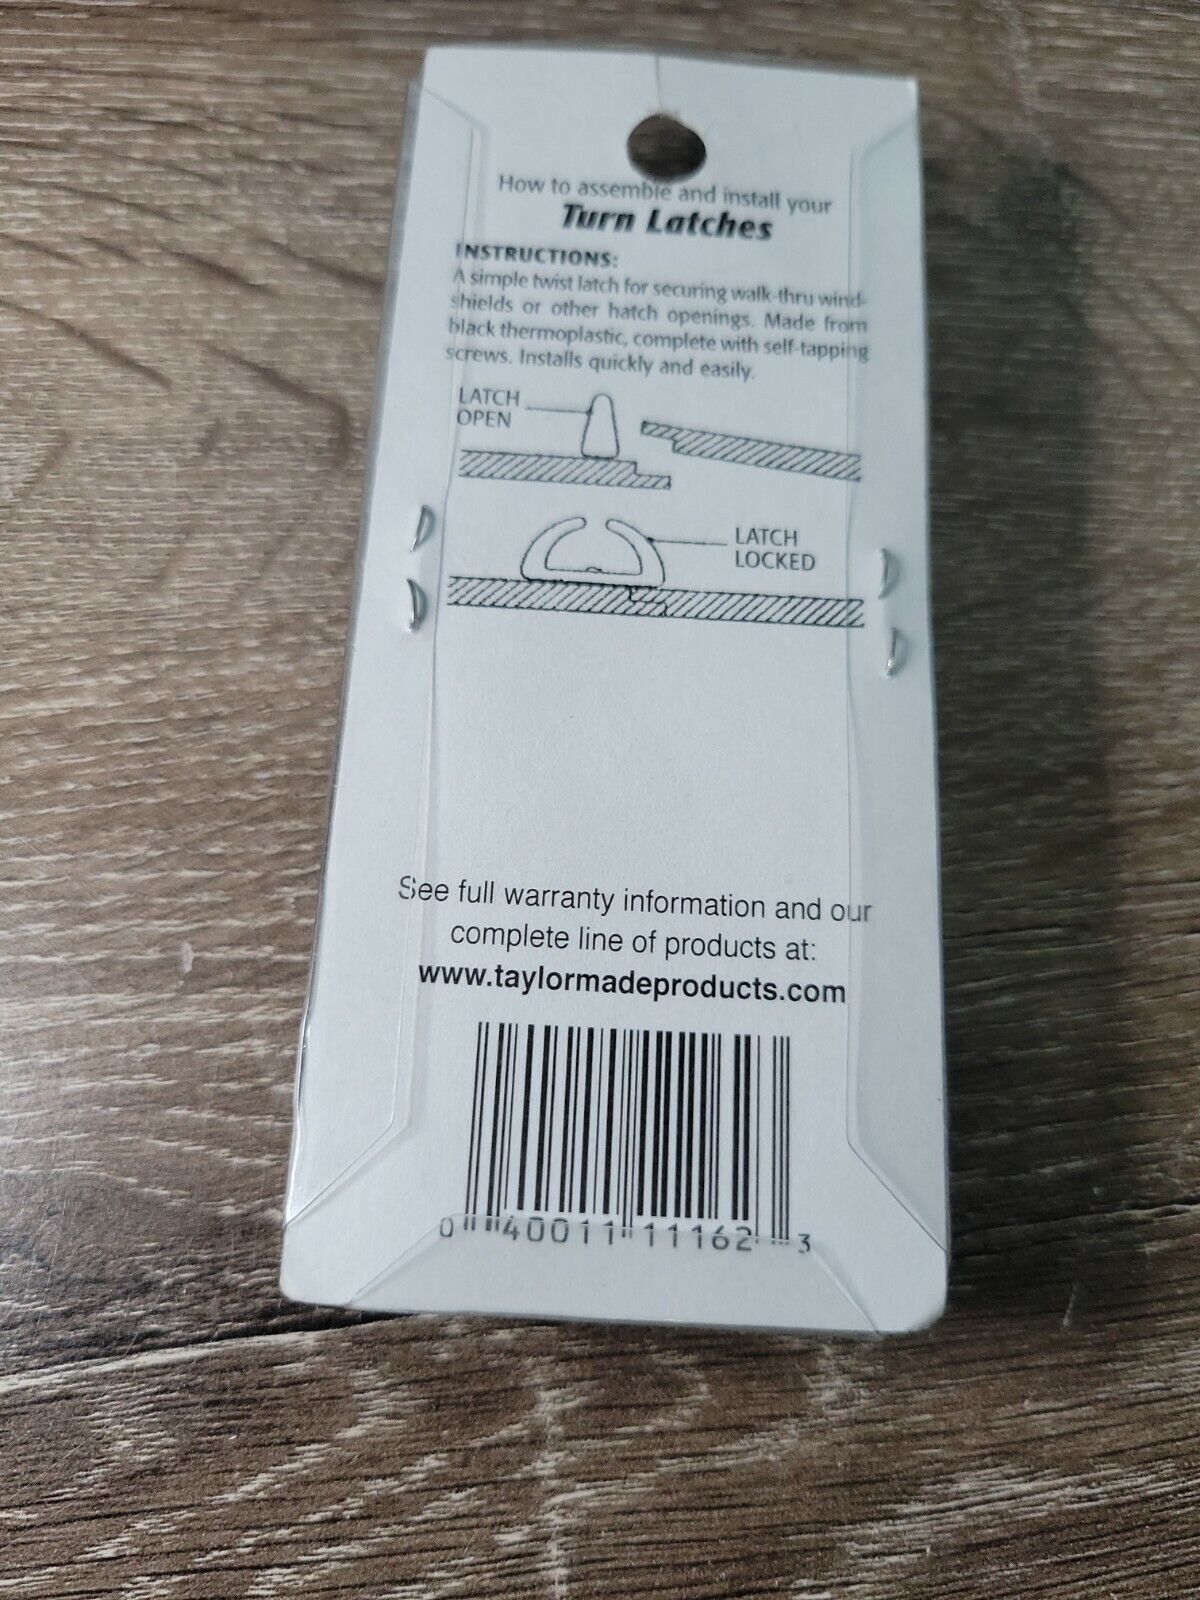 How to assemble and install your
Turn Latches
INSTRUCTIONS:
A simple twist latch for securing walk-thru wind-
shields or other hatch openings. Made from
black thermoplastic, complete with self-tapping
screws. Installs quickly and easily.
LATCH
OPEN
LATCH
LOCKED
See full warranty information and our
complete line of products at:
www.taylormadeproducts.com
0 40011 11162 3